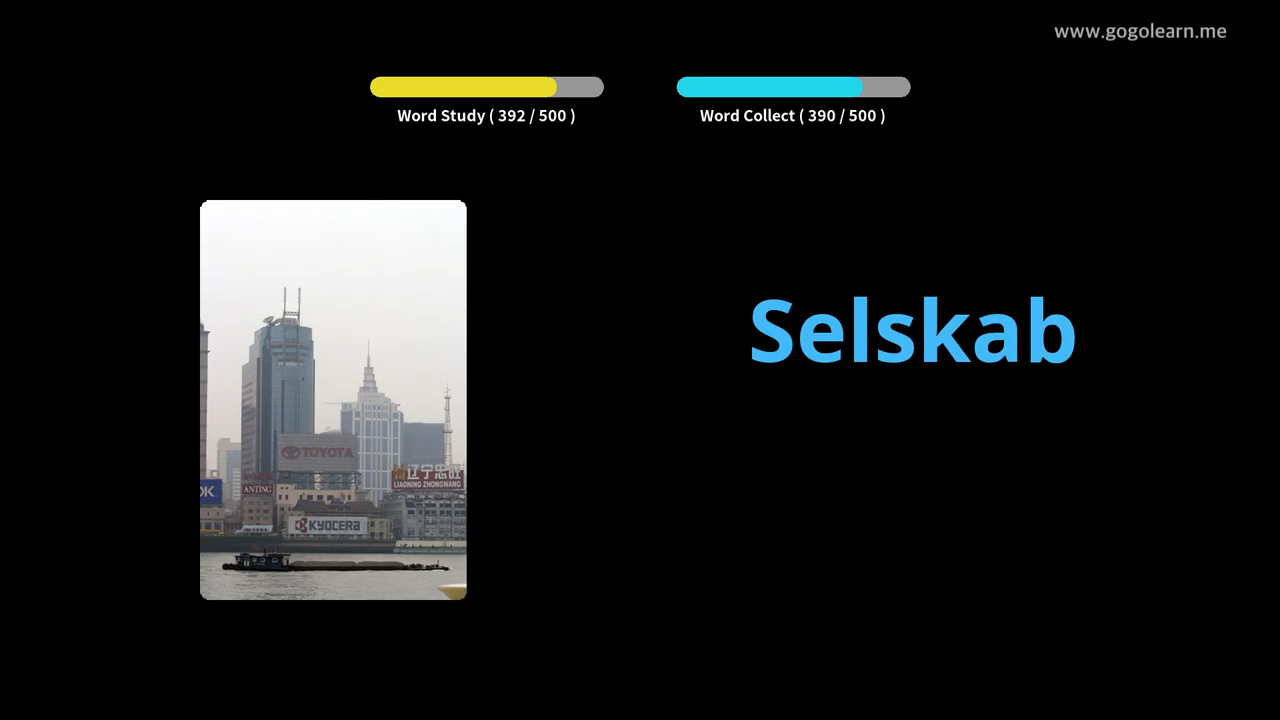 www.gogolearn.me
Word Study ( 392 / 500 )
Word Collect ( 390 / 500 )
Selskab
TOYOTA
辽宁忠旺
LIAONING ZHONGWANG
ANTING
KYOCERA